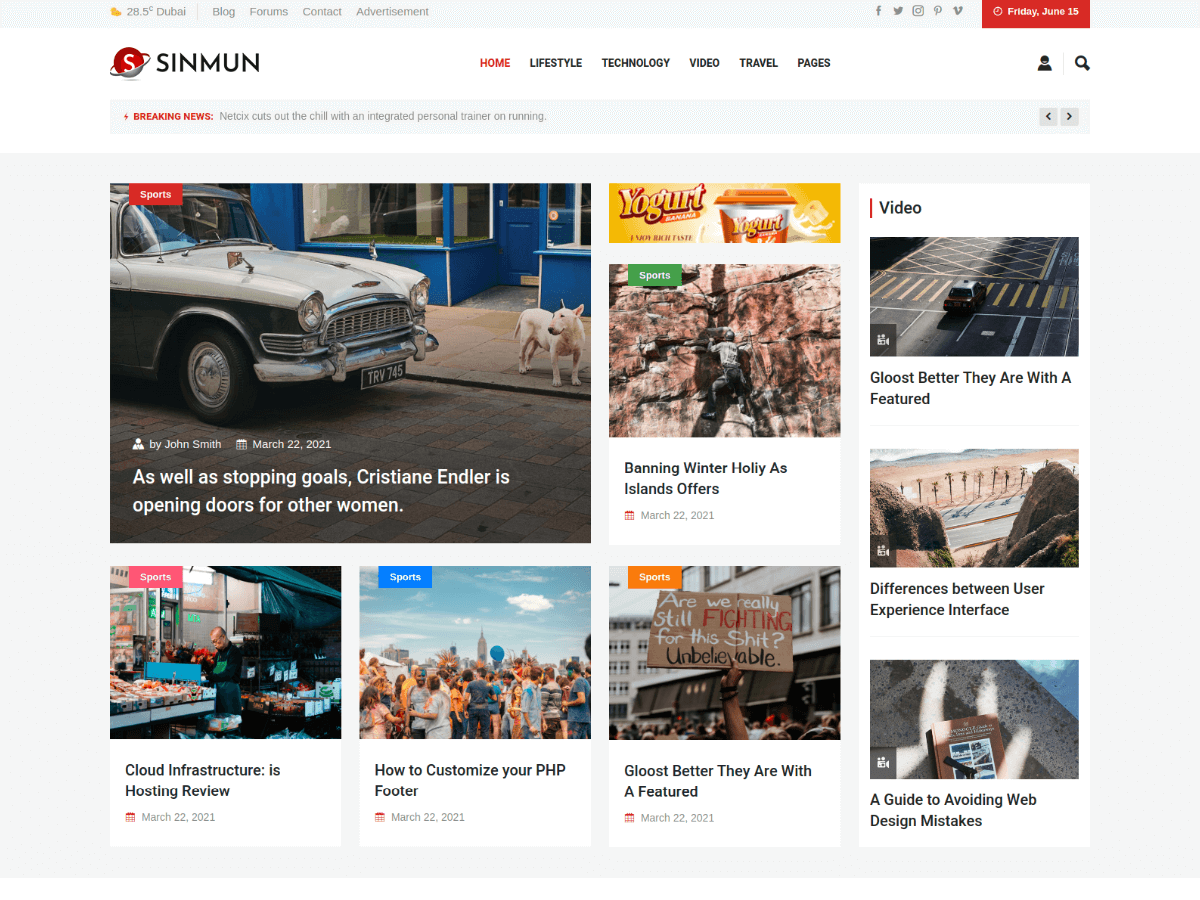 28.5c Dubai
Blog
Forums
Contact
Advertisement
Friday, June 15
S
SINMUN
HOME
LIFESTYLE
TECHNOLOGY
VIDEO
TRAVEL
PAGES
BREAKING NEWS: Netcix cuts out the chill with an integrated personal trainer on running.
Sports
TRV 745
by John Smith
March 22, 2021
As well as stopping goals, Cristiane Endler is
opening doors for other women.
Yogurt
BANANA
ENJOY RICH TASTE
Yogurt
Sports
Banning Winter Holiy As
Islands Offers
March 22, 2021
Video
Gloost Better They Are With A
Featured
Differences between User
Experience Interface
A Guide to Avoiding Web
Design Mistakes
Sports
Cloud Infrastructure: is
Hosting Review
March 22, 2021
Sports
How to Customize your PHP
Footer
March 22, 2021
Sports
Are we really
still FIGHTING
for this Shit?
Unbelievable.
Gloost Better They Are With
A Featured
March 22, 2021